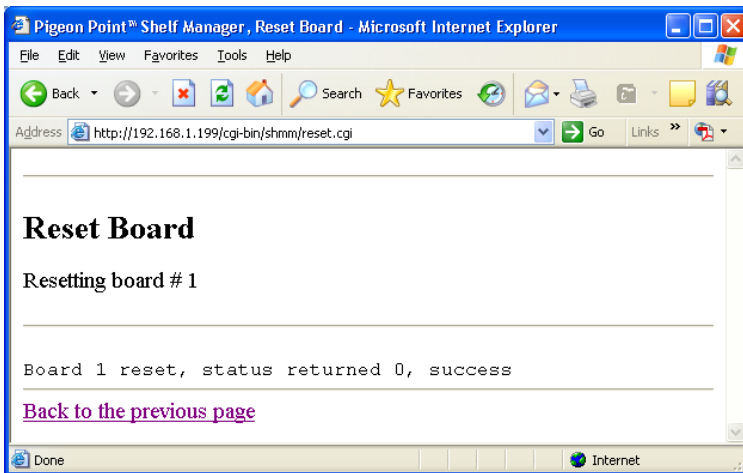 Pigeon Point™ Shelf Manager, Reset Board - Microsoft Internet Explorer
File Edit View Favorites Tools Help
Back Search Favorites
Address http://192.168.1.199/cgi-bin/shmm/reset.cgi Go Links »
Reset Board
Resetting board # 1
Board 1 reset, status returned 0, success
Back to the previous page
Done Internet